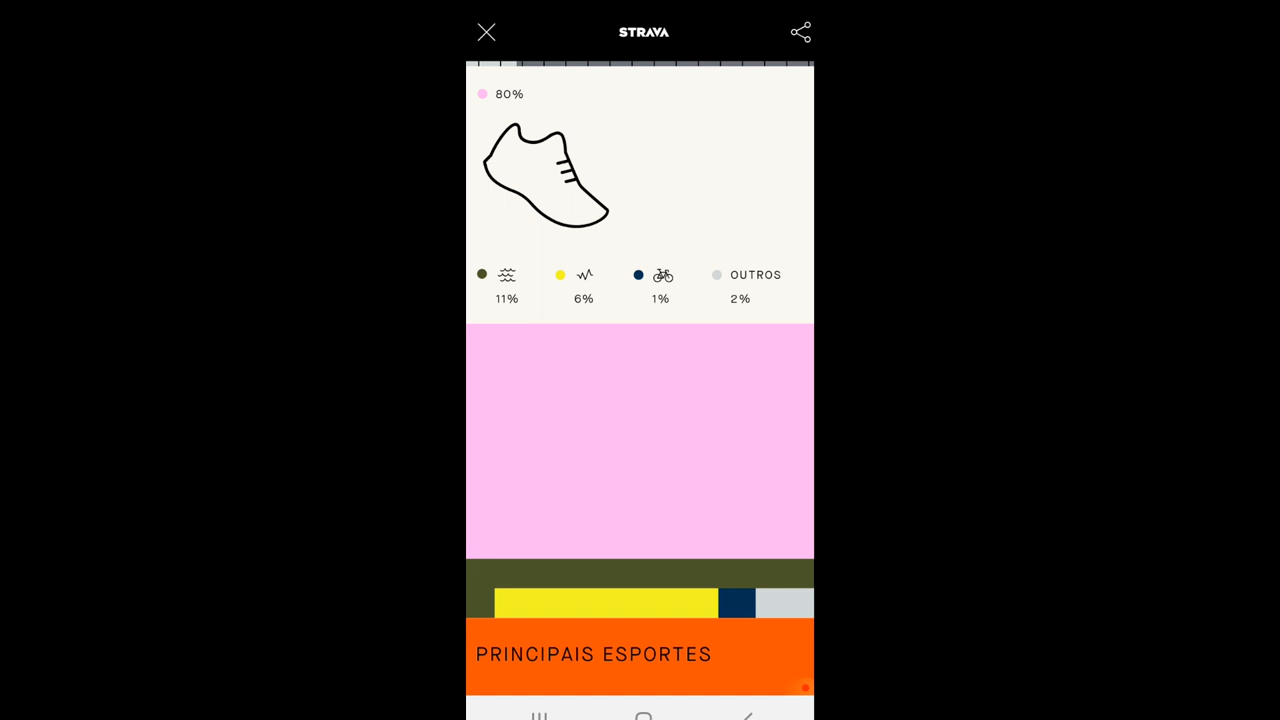 STRAVA
80%
OUTROS
11% 6% 1% 2%
PRINCIPAIS ESPORTES